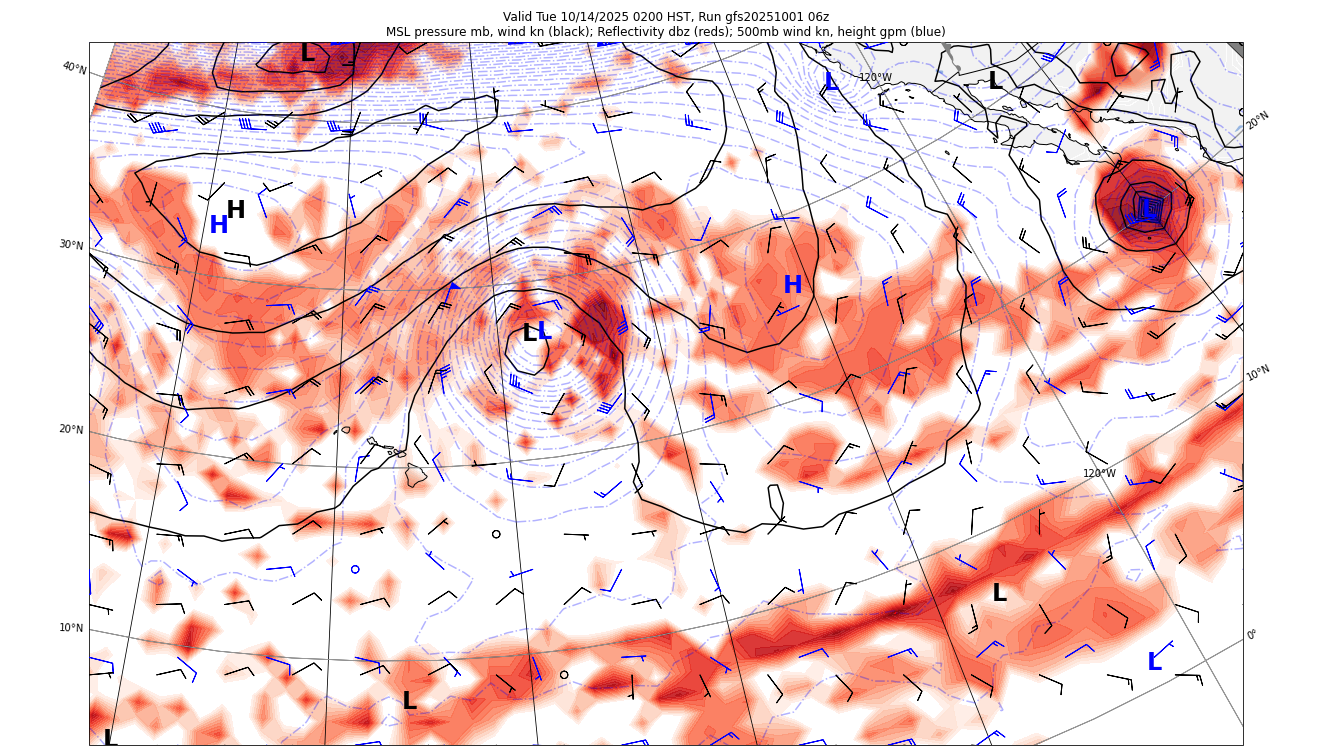 Valid Tue 10/14/2025 0200 HST, Run gfs20251001 06z
MSL pressure mb, wind kn (black); Reflectivity dbz (reds); 500mb wind kn, height gpm (blue)
L
40°N
L
120°W
L
20°N
H
H
30°N
H
L
L
10°N
20°N
120°W
L
10°N
0°
L
L
L